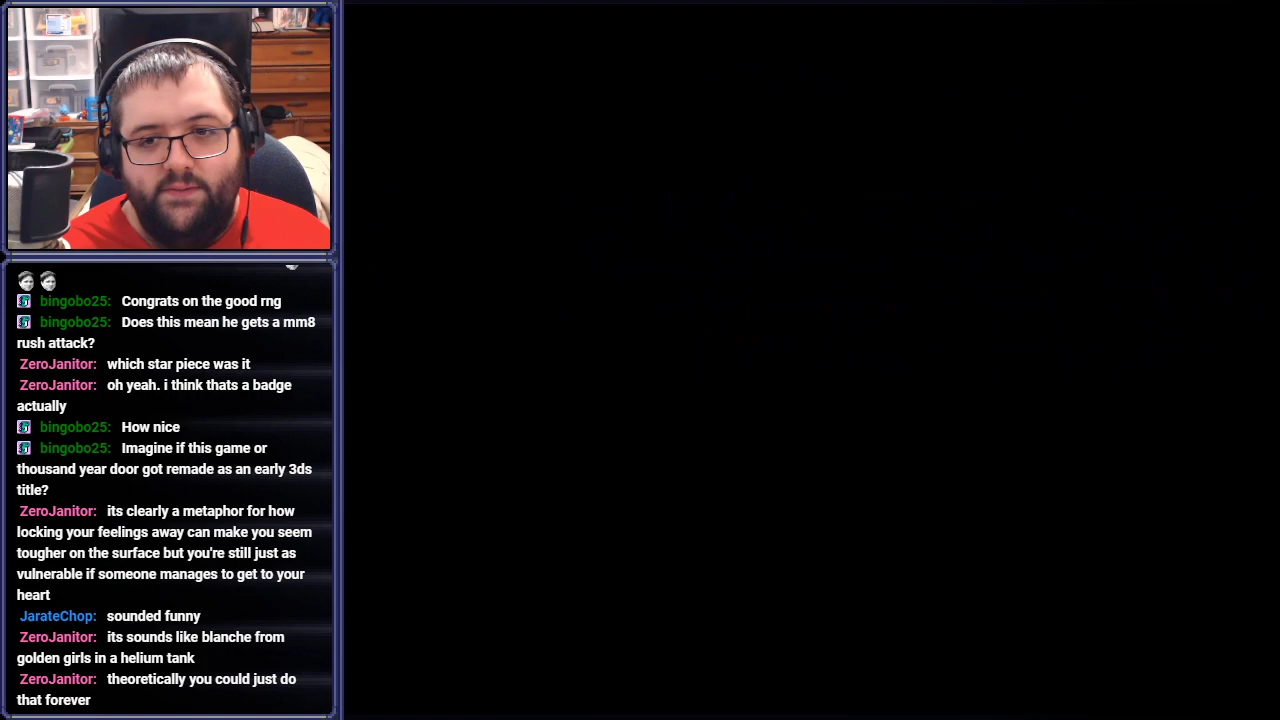 bingobo25: Congrats on the good rng
bingobo25: Does this mean he gets a mm8
rush attack?
ZeroJanitor: which star piece was it
ZeroJanitor: oh yeah. i think thats a badge
actually
bingobo25: How nice
bingobo25: Imagine if this game or
thousand year door got remade as an early 3ds
title?
ZeroJanitor: its clearly a metaphor for how
locking your feelings away can make you seem
tougher on the surface but you're still just as
vulnerable if someone manages to get to your
heart
JarateChop: sounded funny
ZeroJanitor: its sounds like blanche from
golden girls in a helium tank
ZeroJanitor: theoretically you could just do
that forever